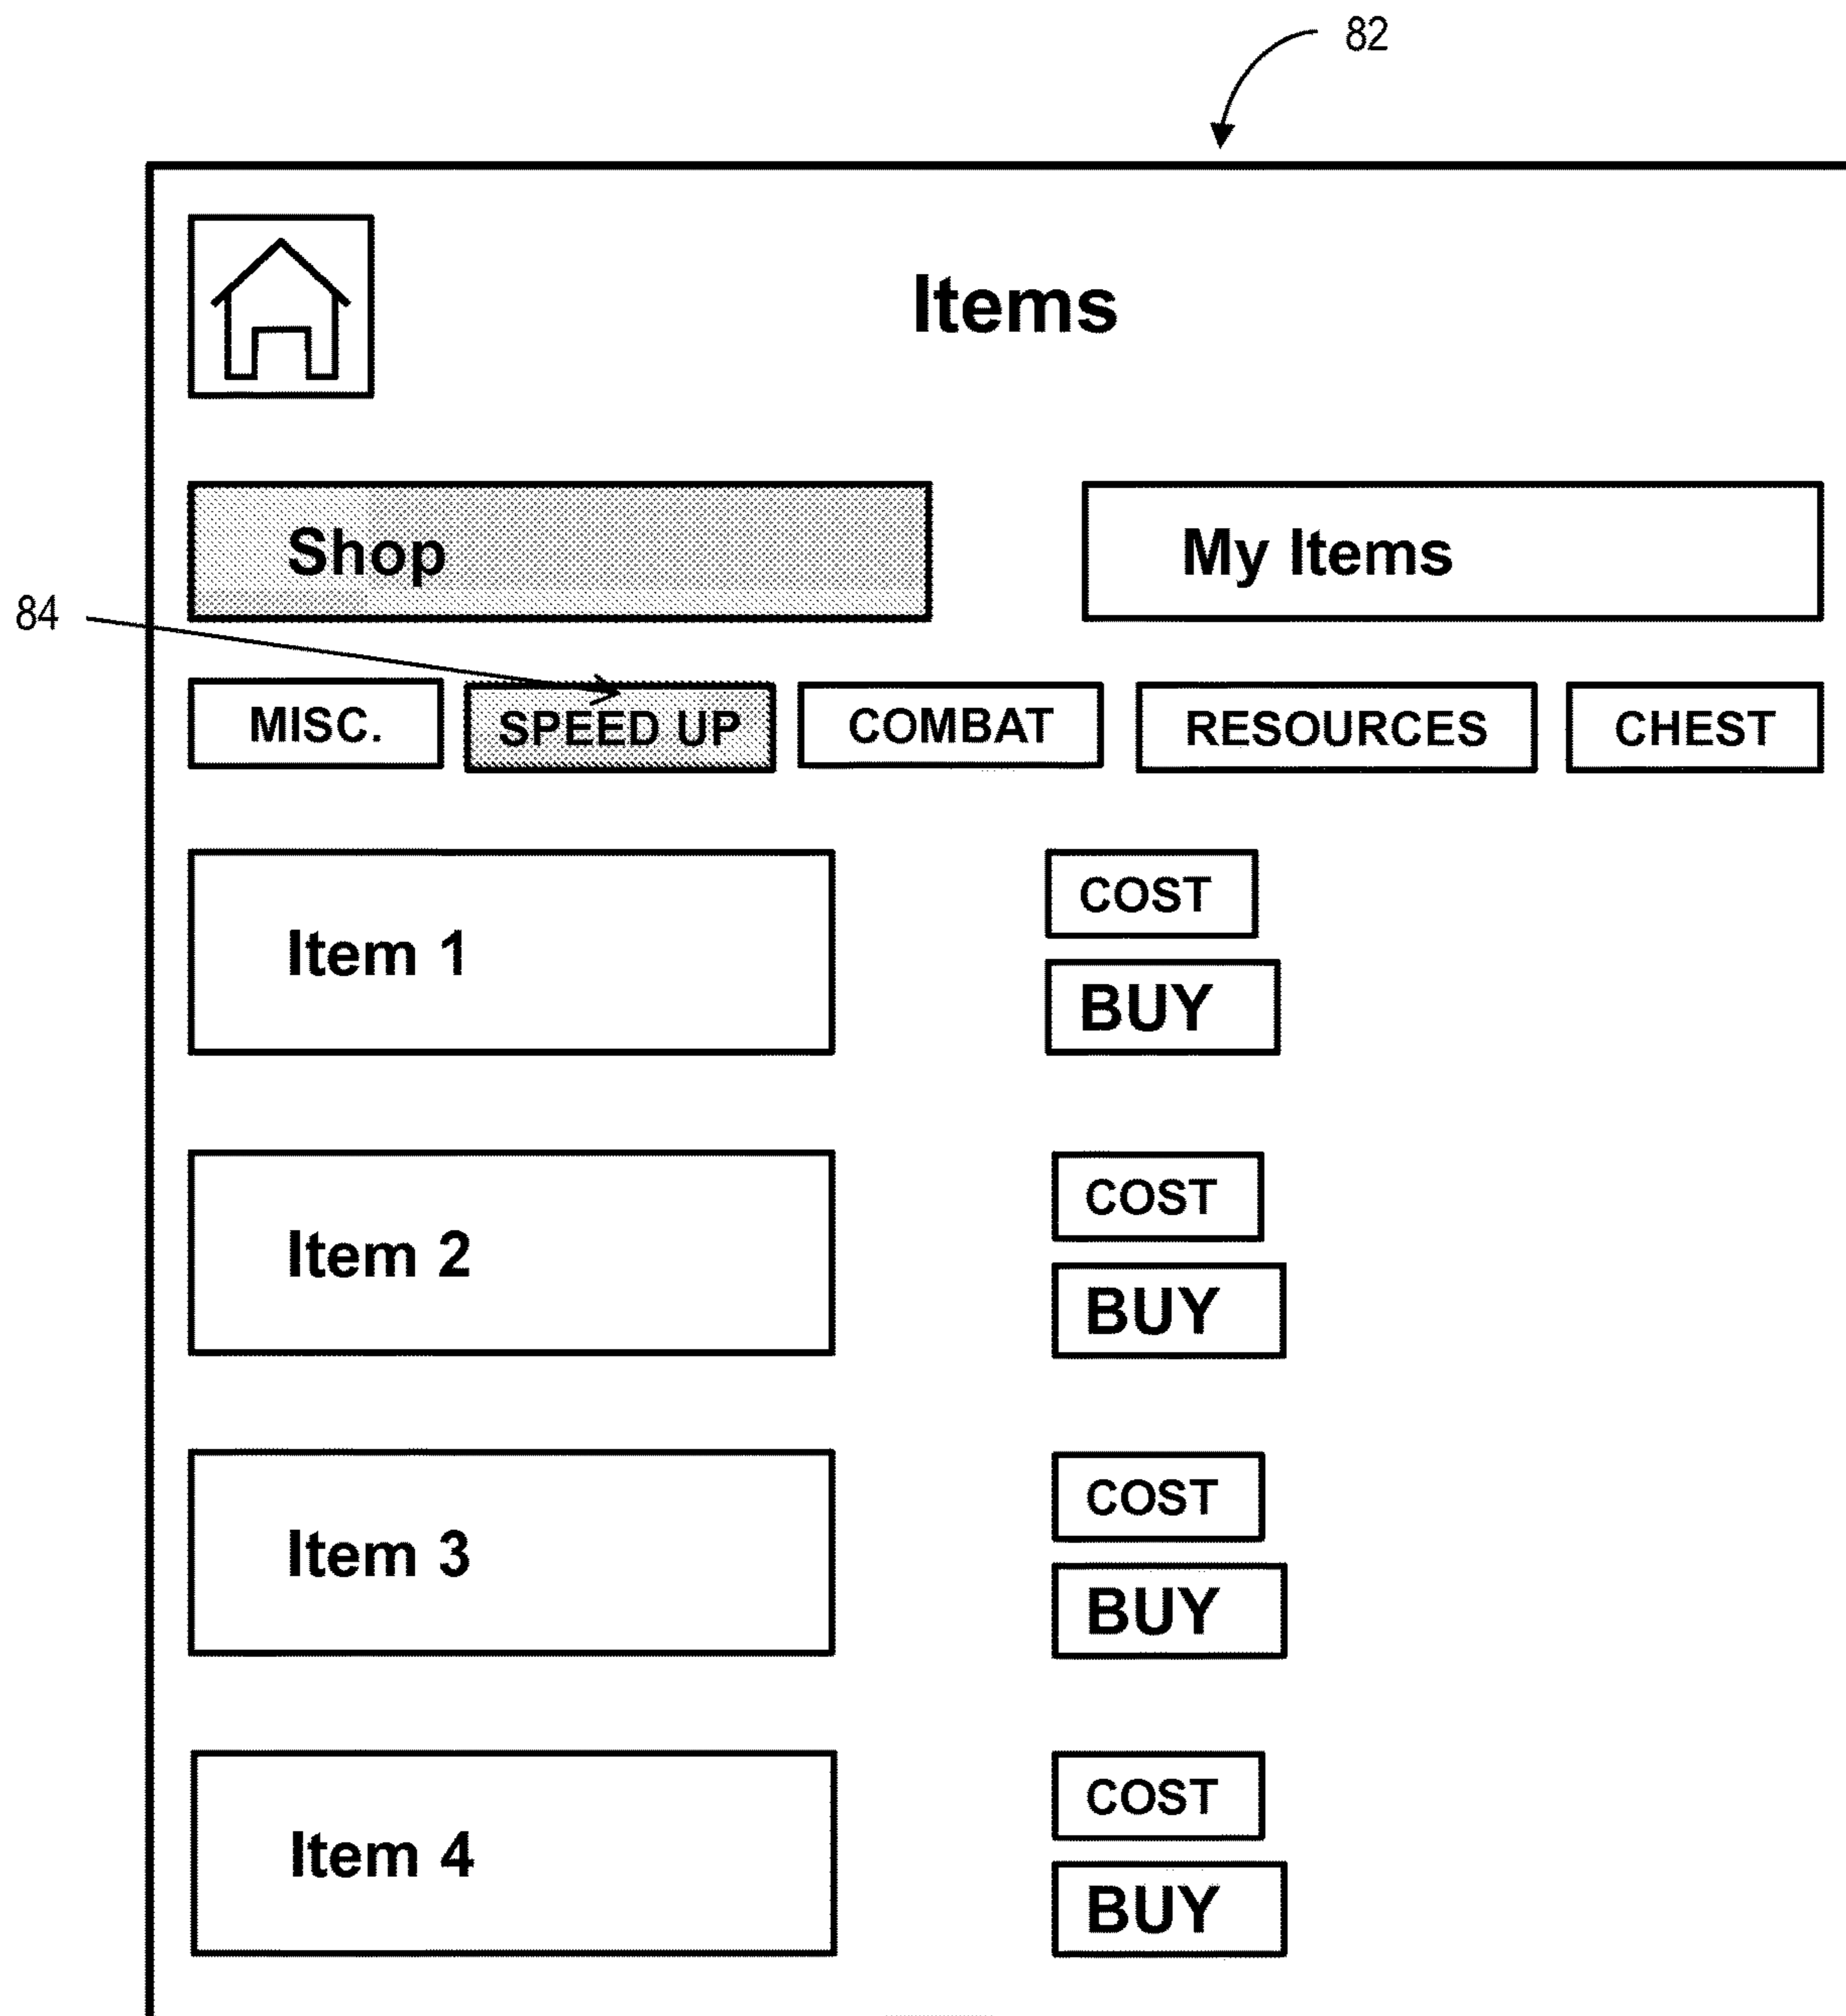 82
Items
Shop
My Items
84
MISC.
SPEED UP
COMBAT
RESOURCES
CHEST
Item 1
COST
BUY
Item 2
COST
BUY
Item 3
COST
BUY
Item 4
COST
BUY